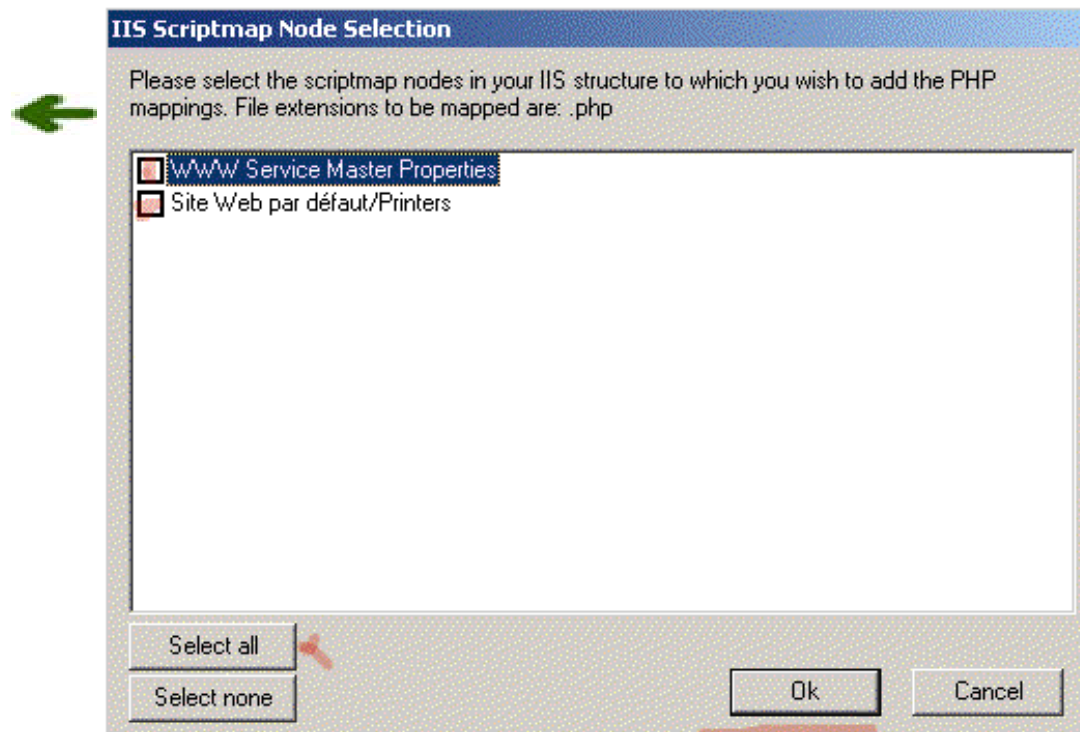 IIS Scriptmap Node Selection
Please select the scriptmap nodes in your IIS structure to which you wish to add the PHP
mappings. File extensions to be mapped are: .php
WWW Service Master Properties
Site Web par défaut/Printers
Select all
Select none
Ok
Cancel